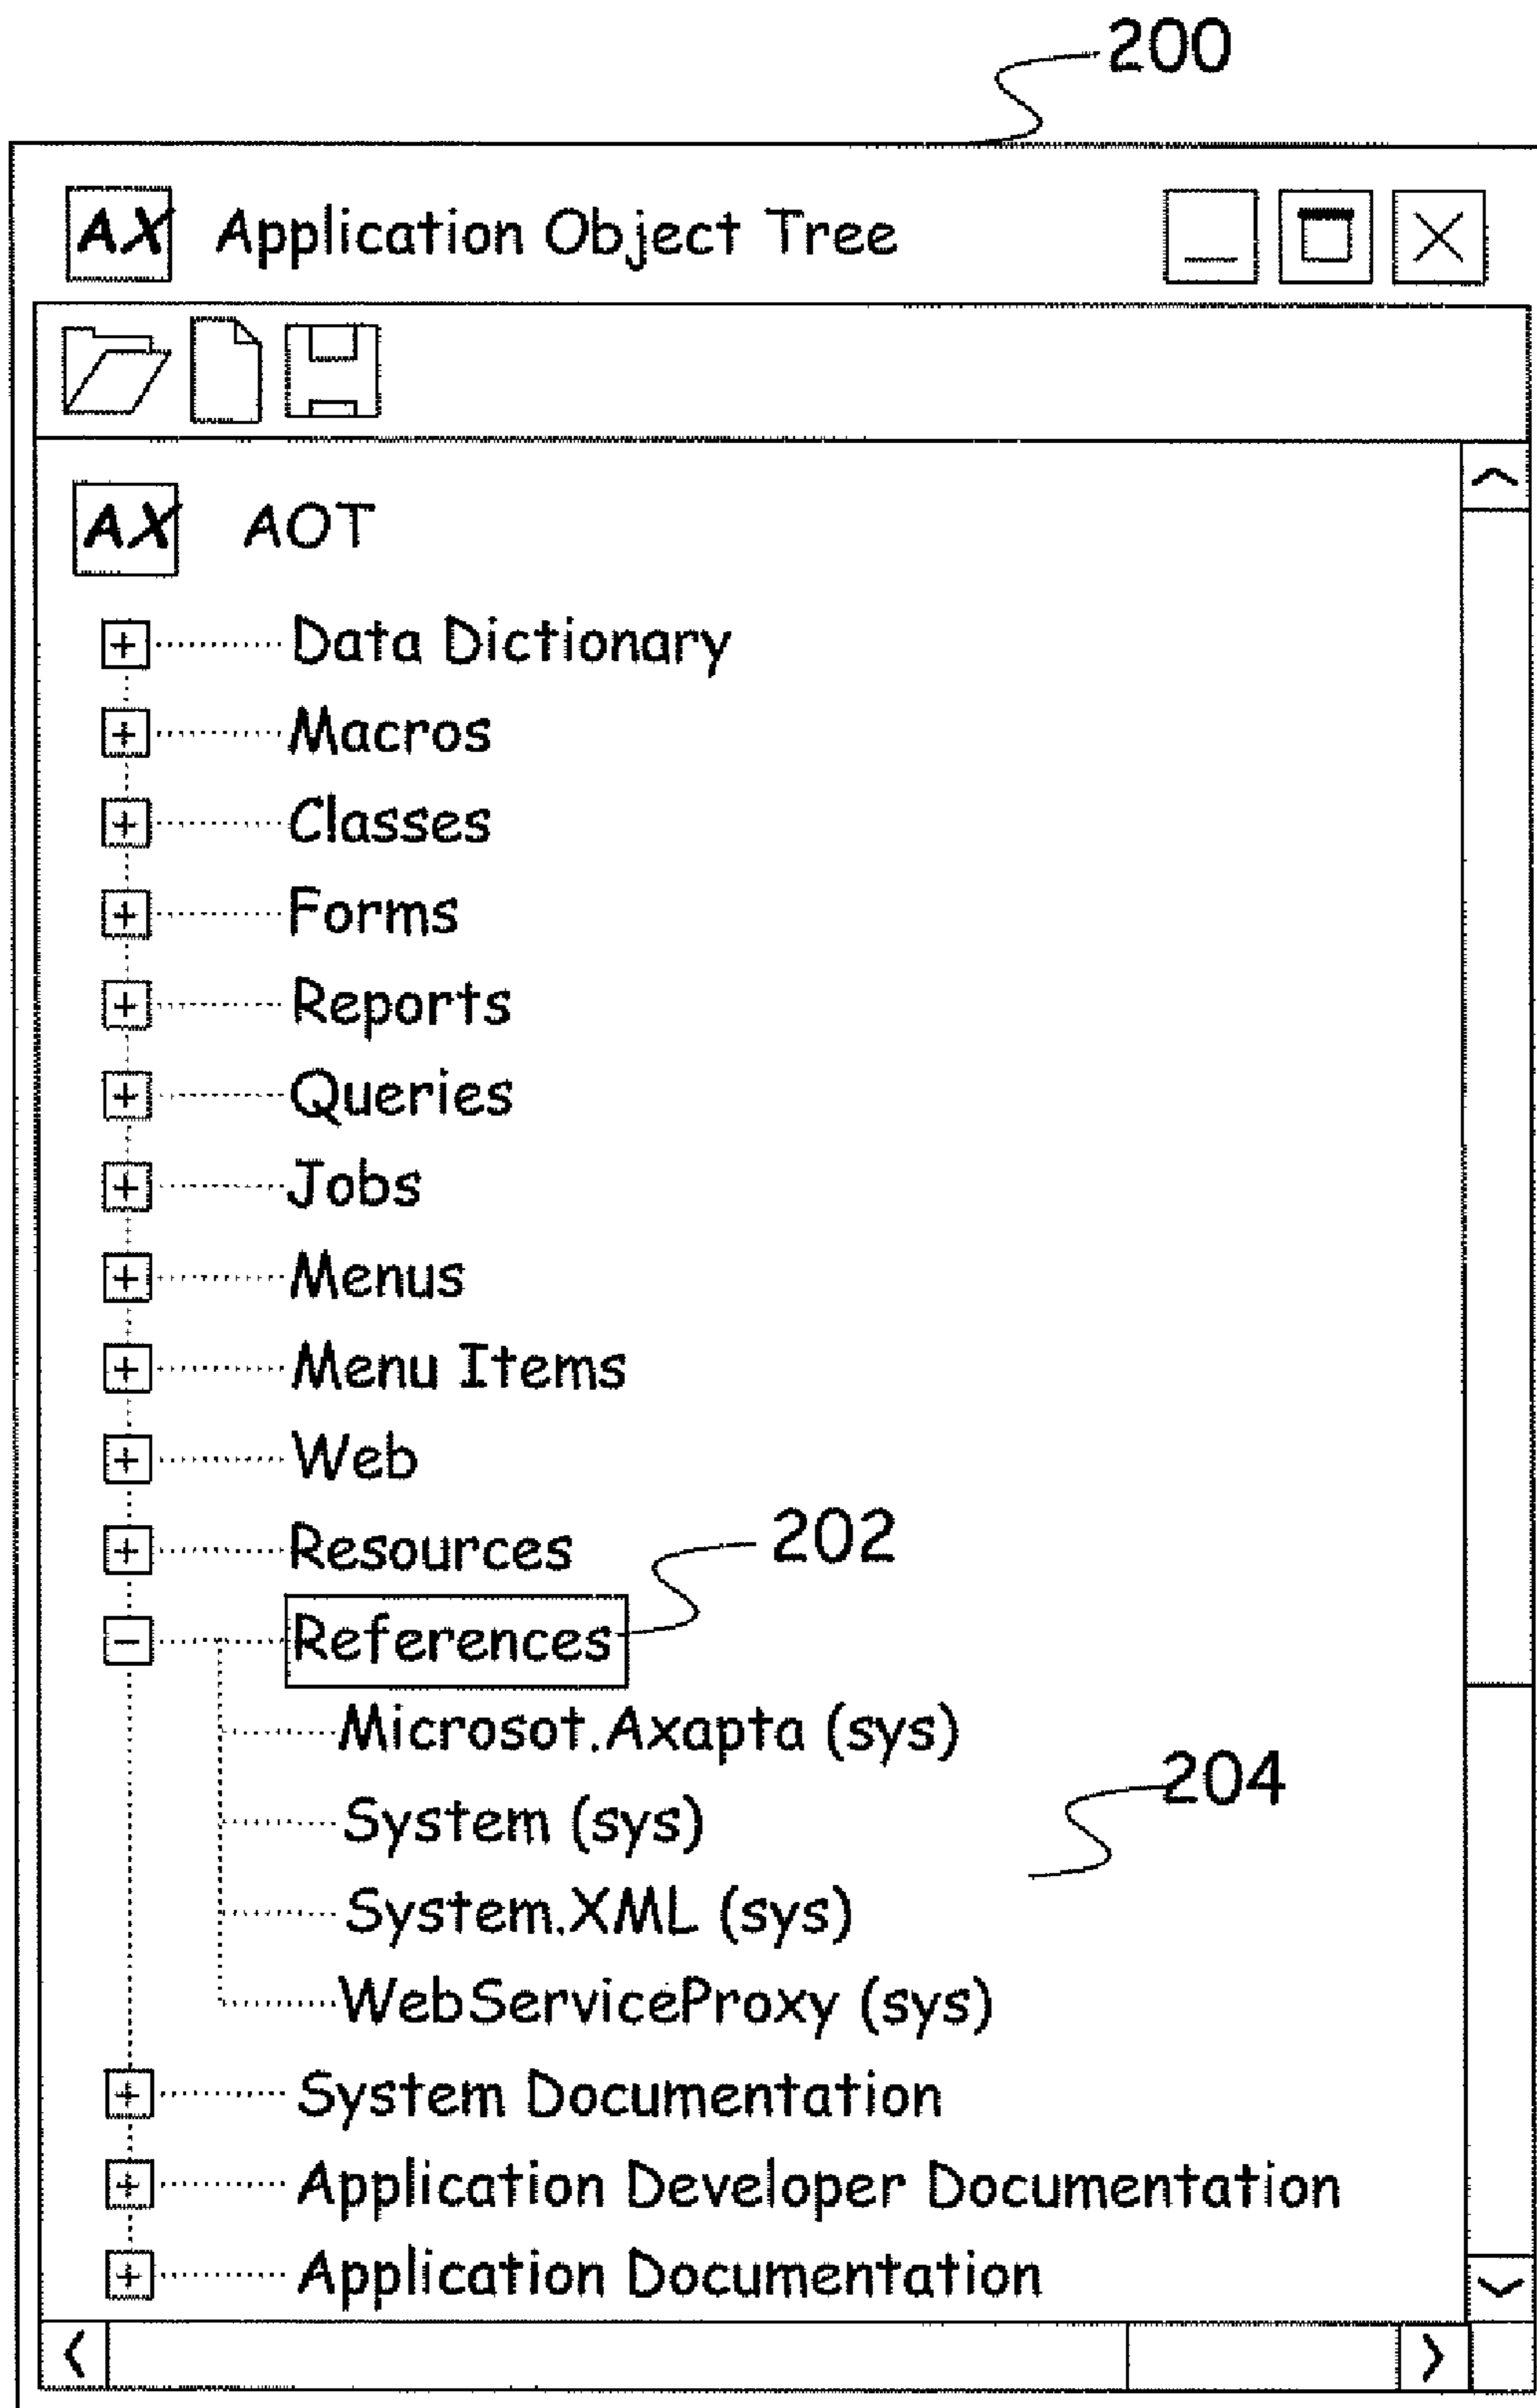 200
AX Application Object Tree
AX AOT
Data Dictionary
Macros
Classes
Forms
Reports
Queries
Jobs
Menus
Menu Items
Web
Resources
202
References
Microsot.Axapta (sys)
204
System (sys)
System.XML (sys)
WebServiceProxy (sys)
System Documentation
Application Developer Documentation
Application Documentation